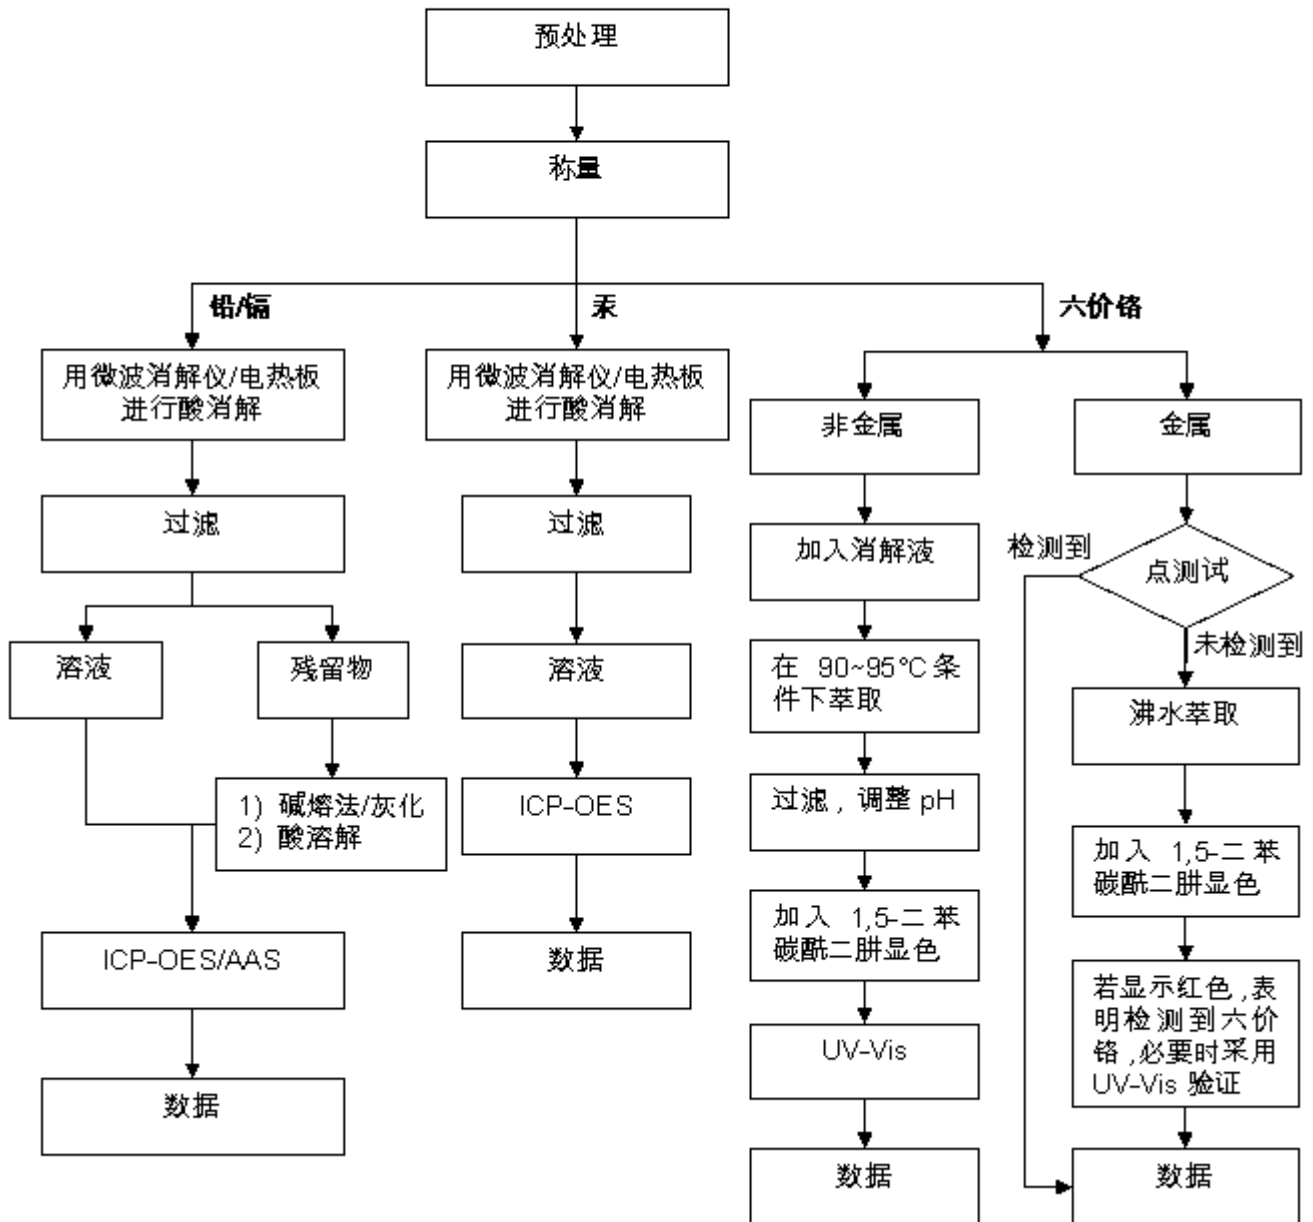 预处理
称量
铅/镉
汞
六价铬
用微波消解仪/电热板
进行酸消解
过滤
溶液
残留物
1) 碱熔法/灰化
2) 酸溶解
ICP-OES/AAS
数据
用微波消解仪/电热板
进行酸消解
过滤
溶液
ICP-OES
数据
非金属
加入消解液
在 90~95°C 条
件下萃取
过滤，调整 pH
加入 1,5-二苯
碳酰二肼显色
UV-Vis
数据
金属
点测试
检测到
未检测到
沸水萃取
加入 1,5-二苯
碳酰二肼显色
若显示红色,表
明检测到六价
铬,必要时采用
UV-Vis 验证
数据